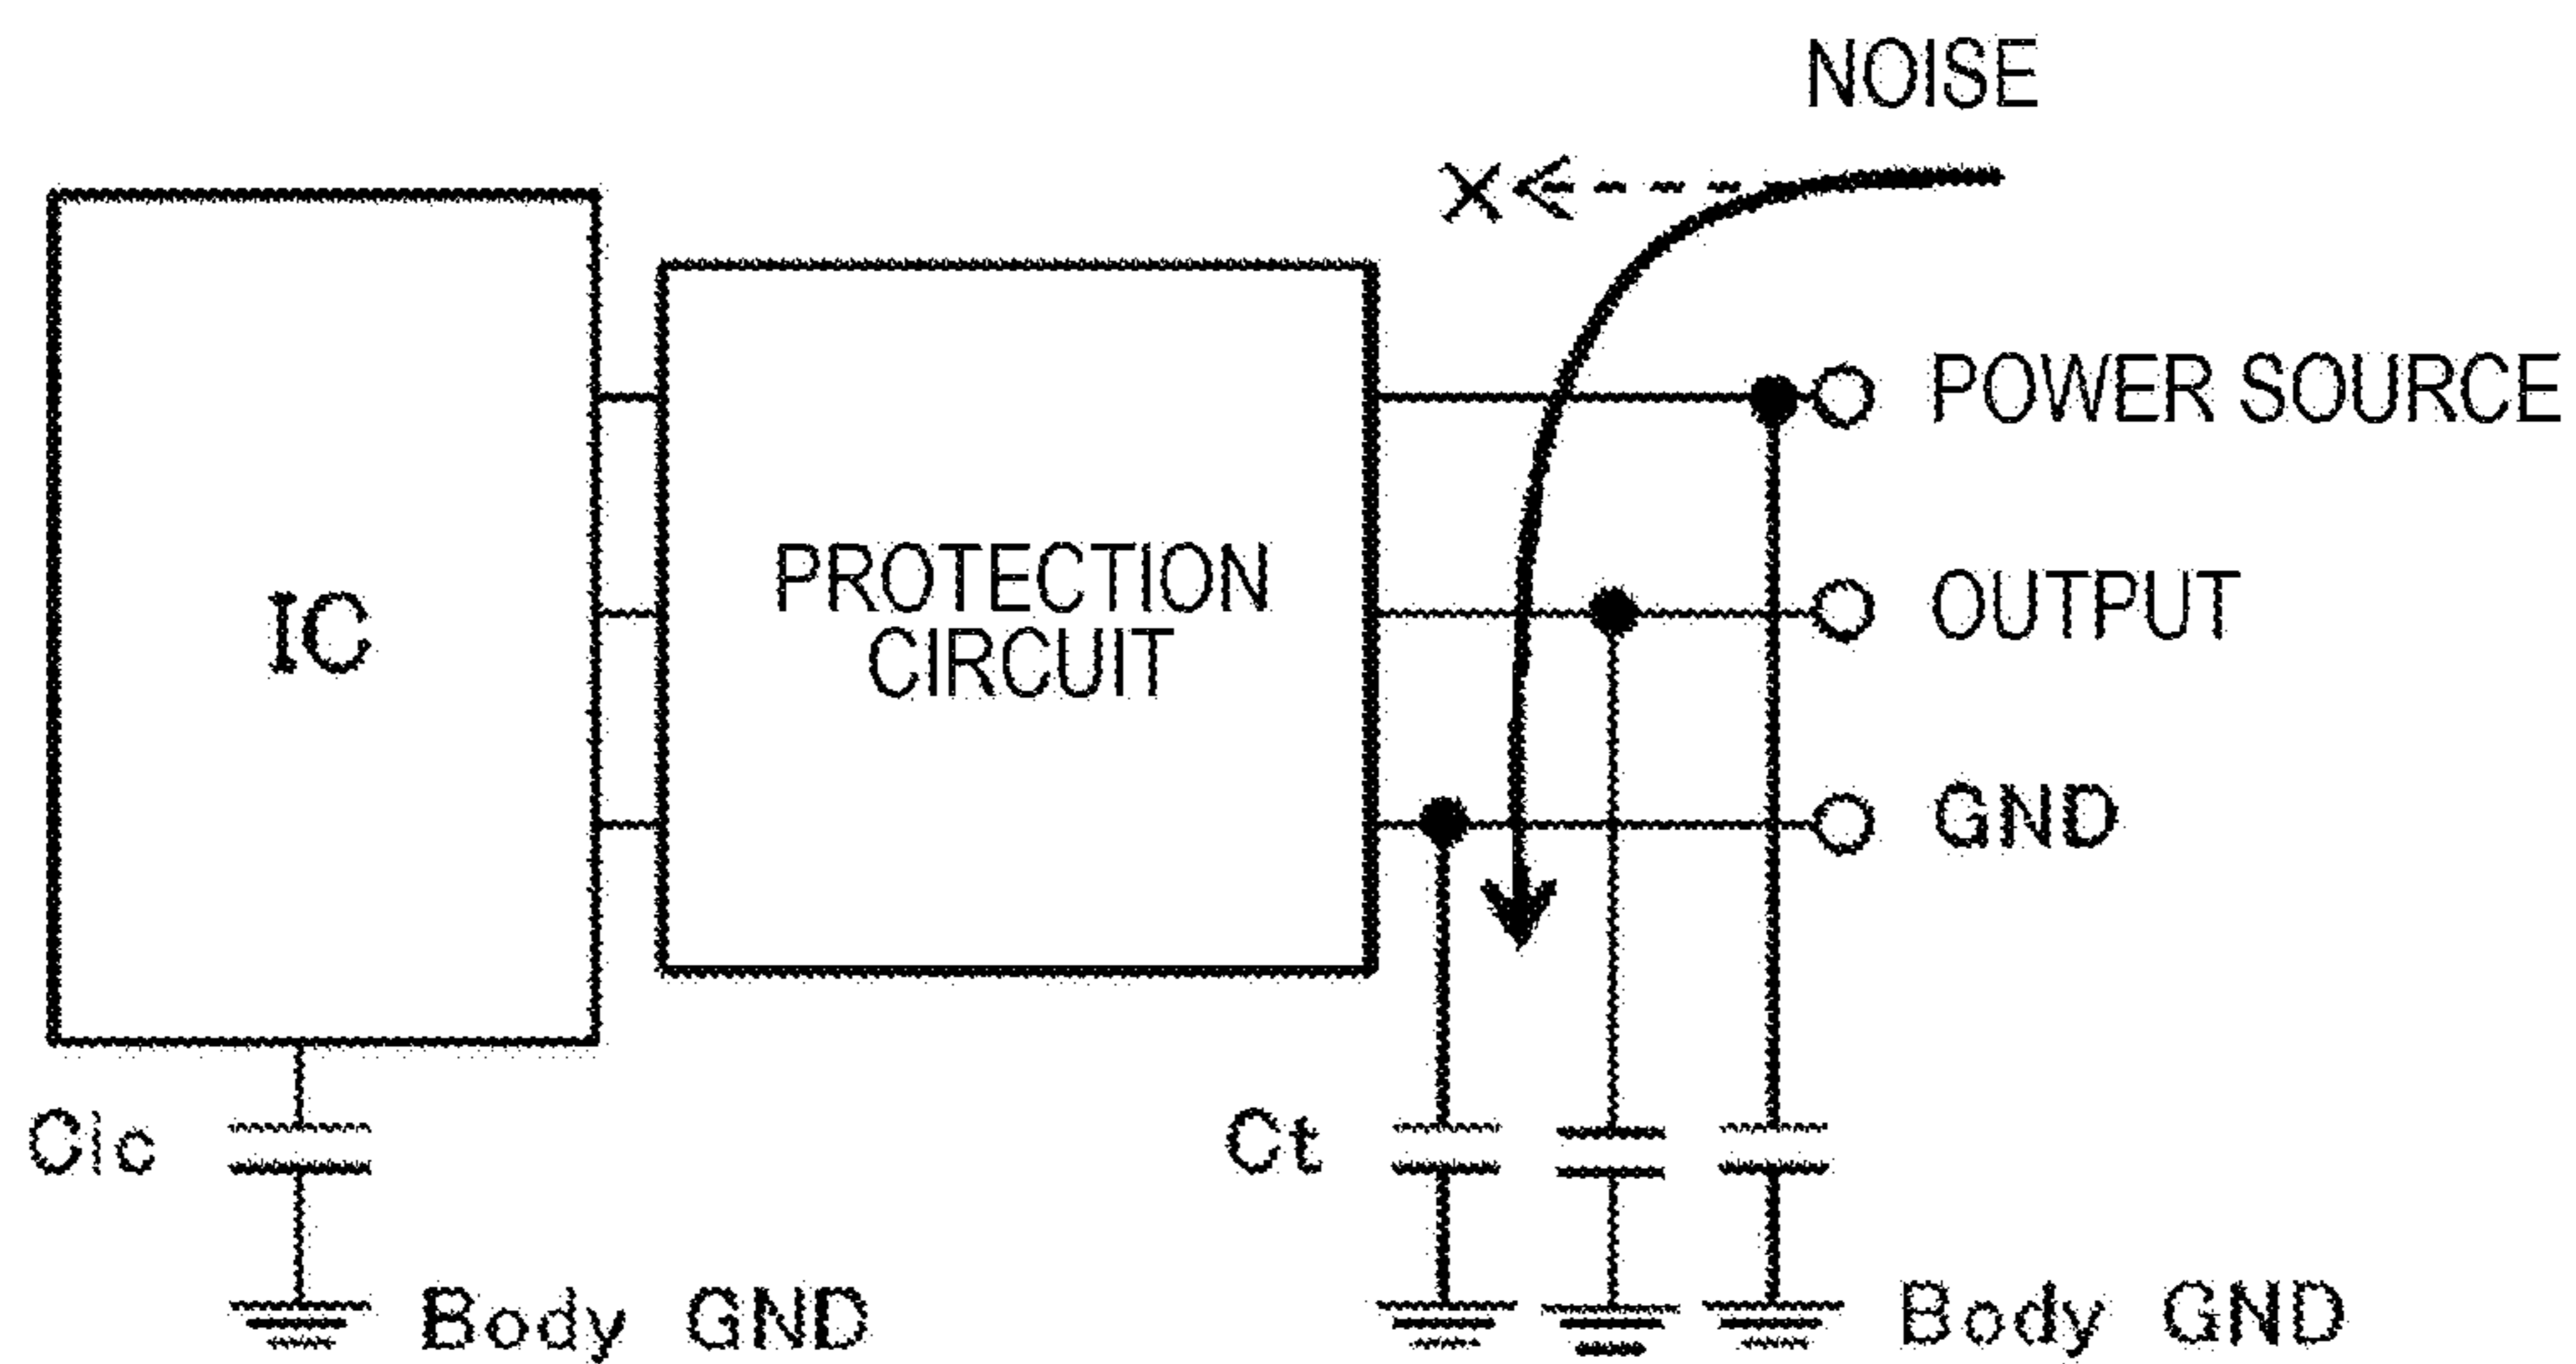 NOISE
POWER SOURCE
PROTECTION
CIRCUIT
IC
OUTPUT
GND
CIc
Ct
Body GND
Body GND